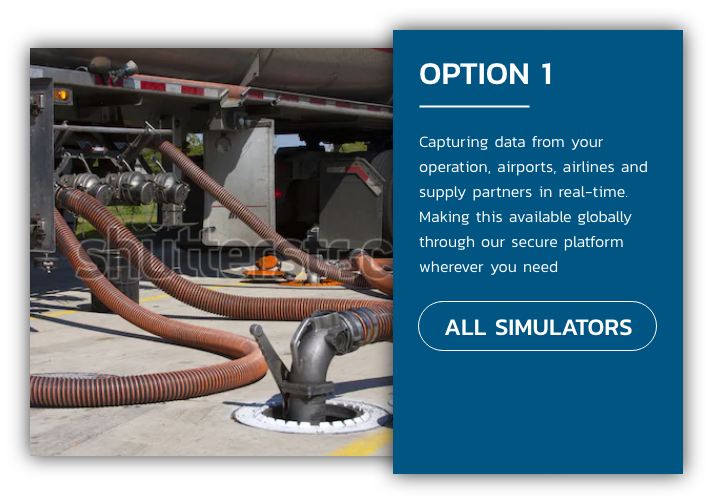 OPTION 1
Capturing data from your
operation, airports, airlines and
supply partners in real-time.
Making this available globally
through our secure platform
wherever you need
ALL SIMULATORS